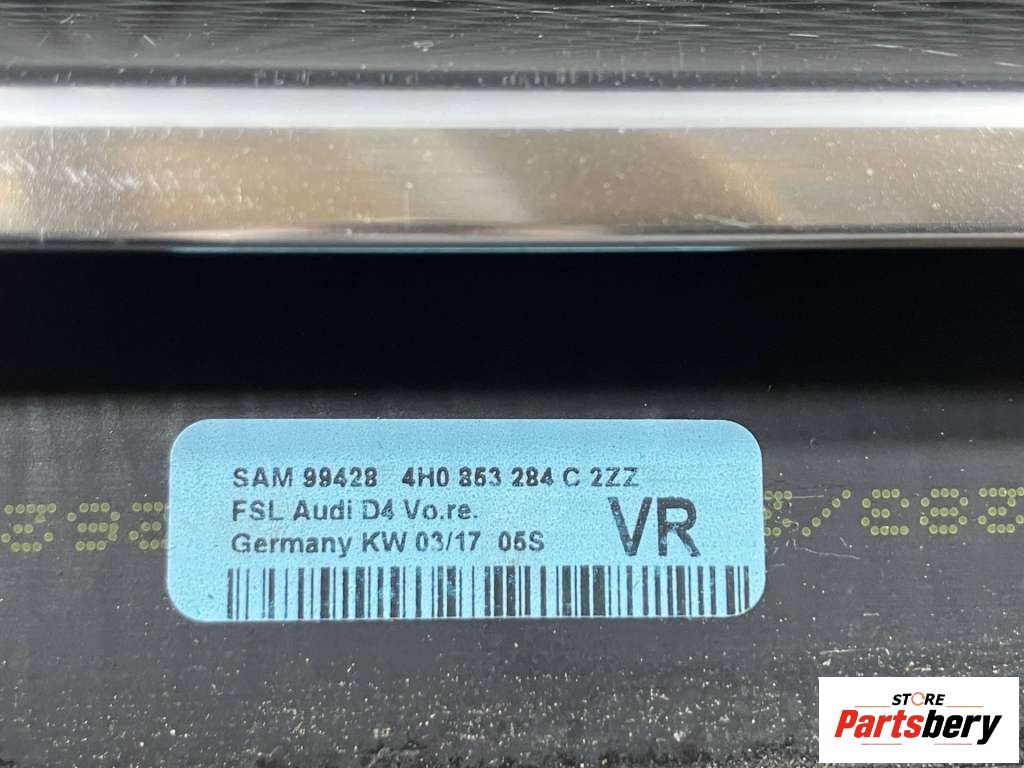 SAM 99428 4H0 853 284 C 2ZZ
FSL Audi D4 Vo.re.
Germany KW 03/17 05S
VR
STORE
Partsbery